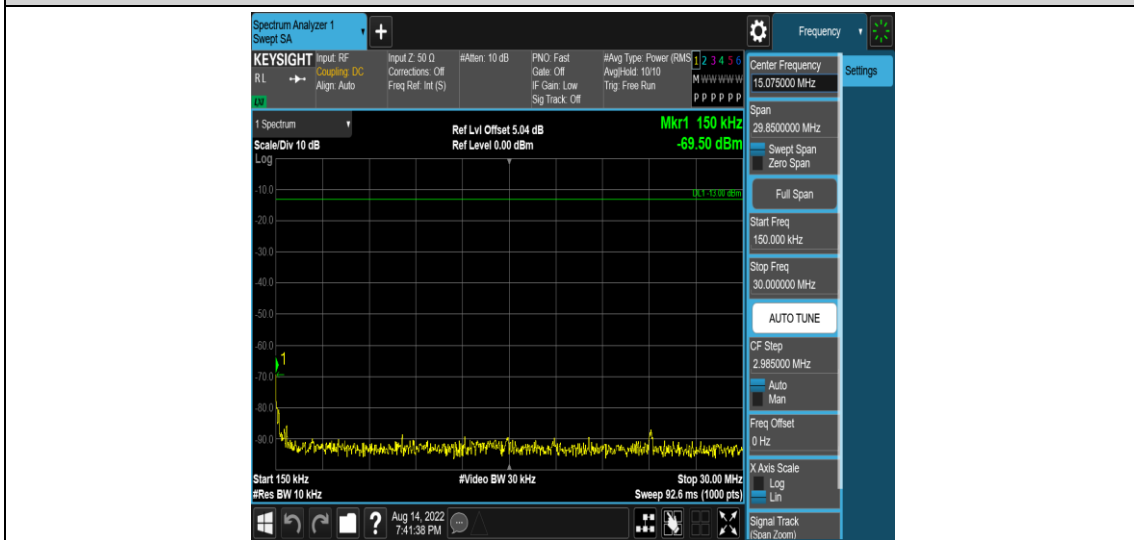 Spectrum Analyzer 1
Swept SA
Frequency
KEYSIGHT Input: RF Input Z: 50 Ω #Atten: 10 dB PNO: Fast #Avg Type: Power (RMS 1 2 3 4 5 6
RL Coupling: DC Corrections: Off Gate: Off Avg|Hold: 10/10 M W W W W W
Align: Auto Freq Ref: Int (S) IF Gain: Low Trig: Free Run
Sig Track: Off P P P P P P
LXI
1 Spectrum
Ref Lvl Offset 5.04 dB
Mkr1 150 kHz
Scale/Div 10 dB
Ref Level 0.00 dBm
-69.50 dBm
Log
DL1 -13.00 dBm
-10.0
-20.0
-30.0
-40.0
-50.0
-60.0
1
-70.0
-80.0
-90.0
Start 150 kHz
#Video BW 30 kHz
Stop 30.00 MHz
#Res BW 10 kHz
Sweep 92.6 ms (1000 pts)
Center Frequency
15.075000 MHz
Settings
Span
29.8500000 MHz
Swept Span
Zero Span
Full Span
Start Freq
150.000 kHz
Stop Freq
30.000000 MHz
AUTO TUNE
CF Step
2.985000 MHz
Auto
Man
Freq Offset
0 Hz
X Axis Scale
Log
Lin
Signal Track
(Span Zoom)
?
Aug 14, 2022
7:41:38 PM